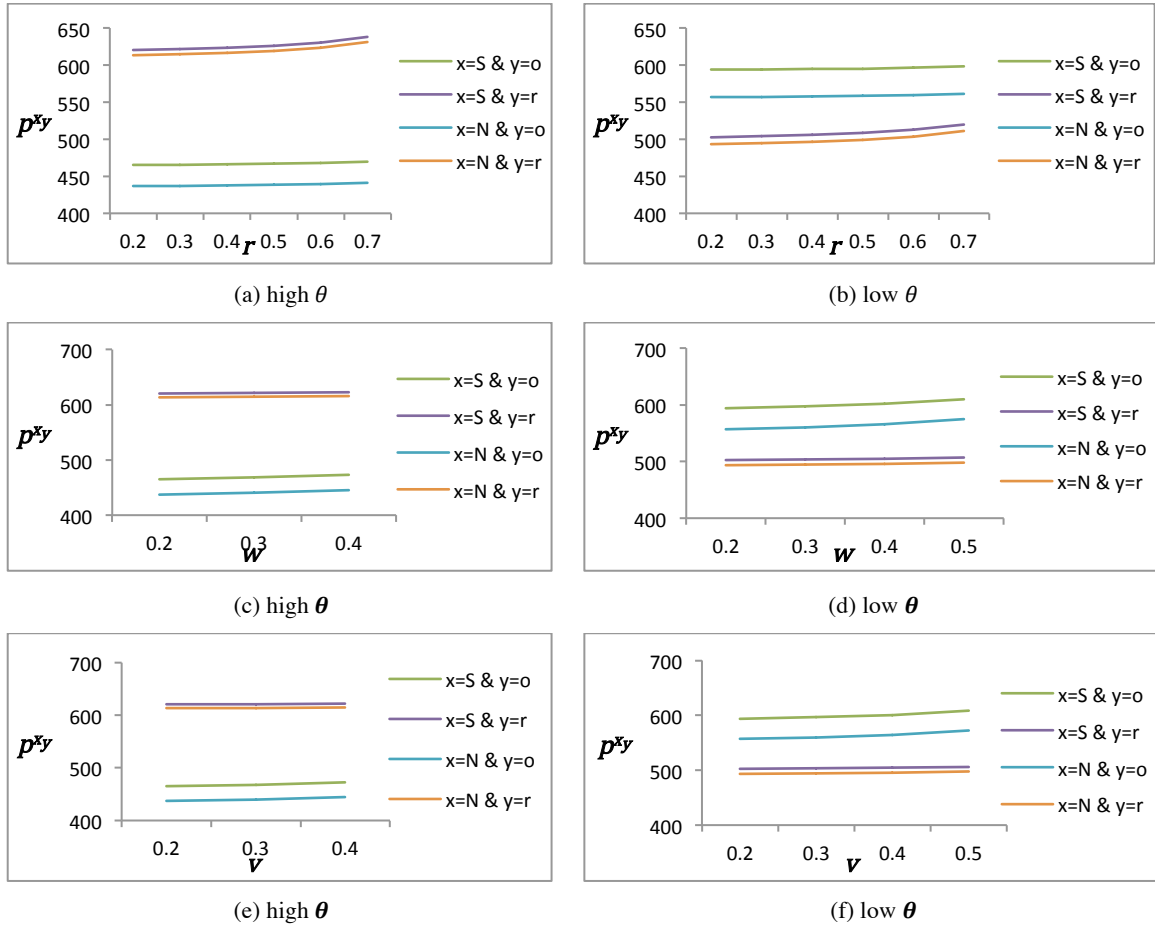 650
600
550
500
450
400
p^xy
0.2 0.3 0.4 0.5 0.6 0.7
r
x=S & y=o
x=S & y=r
x=N & y=o
x=N & y=r
(a) high θ
650
600
550
500
450
400
p^xy
0.2 0.3 0.4 0.5 0.6 0.7
r
x=S & y=o
x=S & y=r
x=N & y=o
x=N & y=r
(b) low θ
700
600
500
400
p^xy
0.2 0.3 0.4
w
x=S & y=o
x=S & y=r
x=N & y=o
x=N & y=r
(c) high θ
700
600
500
400
p^xy
0.2 0.3 0.4 0.5
w
x=S & y=o
x=S & y=r
x=N & y=o
x=N & y=r
(d) low θ
700
600
500
400
p^xy
0.2 0.3 0.4
v
x=S & y=o
x=S & y=r
x=N & y=o
x=N & y=r
(e) high θ
700
600
500
400
p^xy
0.2 0.3 0.4 0.5
v
x=S & y=o
x=S & y=r
x=N & y=o
x=N & y=r
(f) low θ